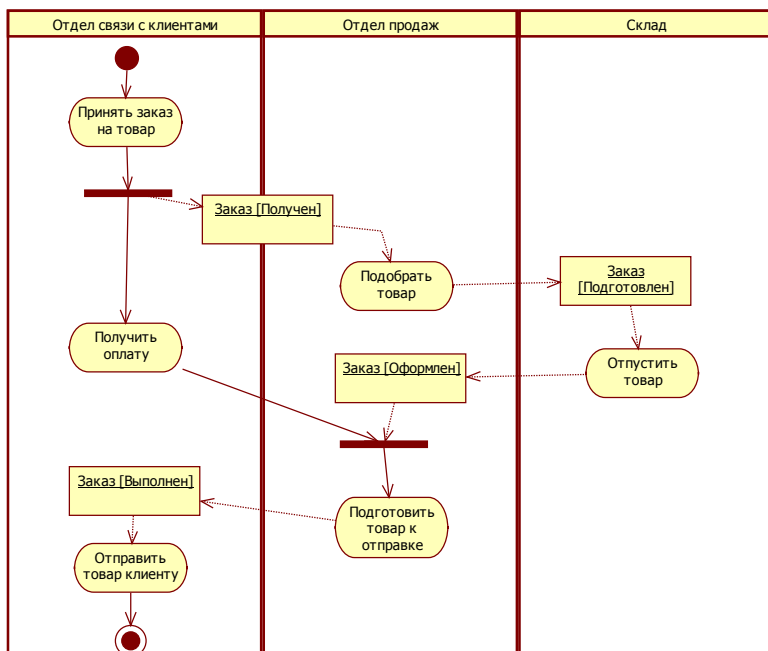 Отдел связи с клиентами
Отдел продаж
Склад
Принять заказ
на товар
Заказ [Получен]
Подобрать
товар
Заказ
[Подготовлен]
Получить
оплату
Заказ [Оформлен]
Отпустить
товар
Заказ [Выполнен]
Подготовить
товар к
отправке
Отправить
товар клиенту